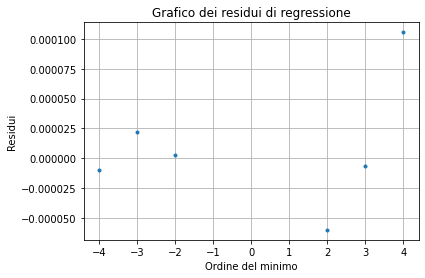 Grafico dei residui di regressione
0.000100
0.000075
0.000050
0.000025
0.000000
−0.000025
−0.000050
Residui
−4 −3 −2 −1 0 1 2 3 4
Ordine del minimo